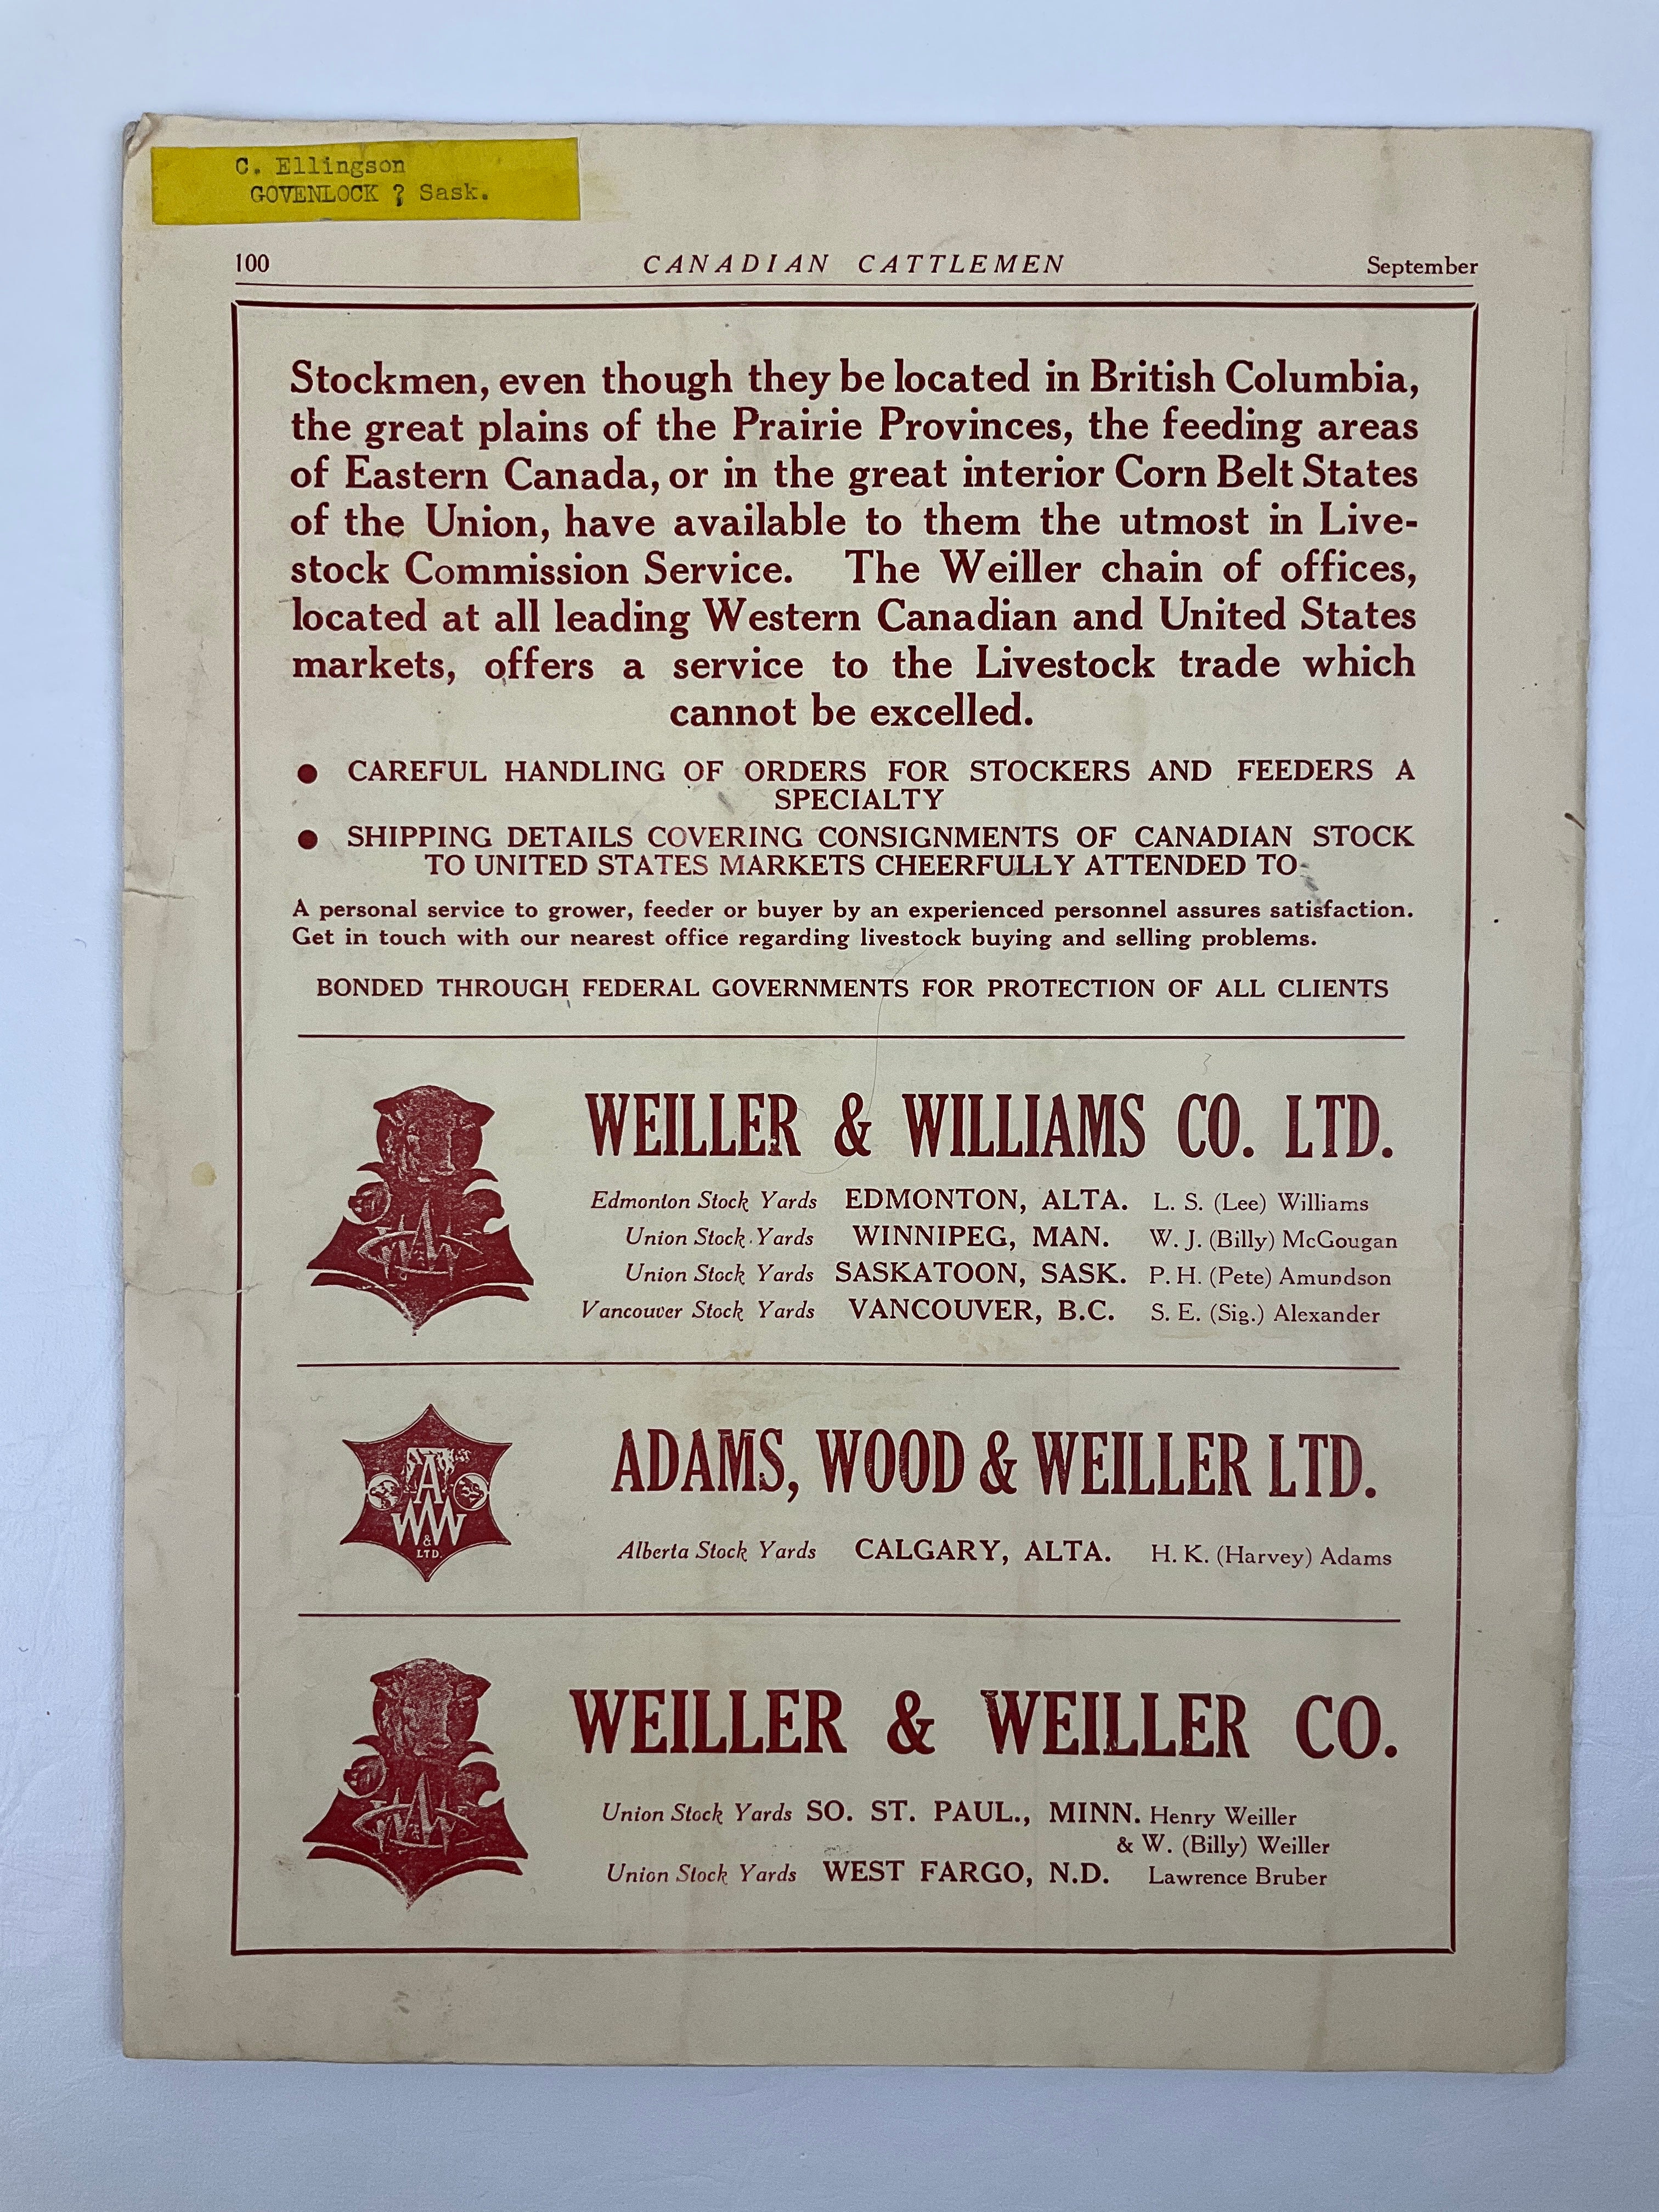 C. Ellingson
GOVENLOCK ? Sask.
100 CANADIAN CATTLEMEN September
Stockmen, even though they be located in British Columbia,
the great plains of the Prairie Provinces, the feeding areas
of Eastern Canada, or in the great interior Corn Belt States
of the Union, have available to them the utmost in Live-
stock Commission Service. The Weiller chain of offices,
located at all leading Western Canadian and United States
markets, offers a service to the Livestock trade which
cannot be excelled.
● CAREFUL HANDLING OF ORDERS FOR STOCKERS AND FEEDERS A
SPECIALTY
● SHIPPING DETAILS COVERING CONSIGNMENTS OF CANADIAN STOCK
TO UNITED STATES MARKETS CHEERFULLY ATTENDED TO
A personal service to grower, feeder or buyer by an experienced personnel assures satisfaction.
Get in touch with our nearest office regarding livestock buying and selling problems.
BONDED THROUGH FEDERAL GOVERNMENTS FOR PROTECTION OF ALL CLIENTS
WEILLER & WILLIAMS CO. LTD.
Edmonton Stock Yards EDMONTON, ALTA. L. S. (Lee) Williams
Union Stock Yards WINNIPEG, MAN. W. J. (Billy) McGougan
Union Stock Yards SASKATOON, SASK. P. H. (Pete) Amundson
Vancouver Stock Yards VANCOUVER, B.C. S. E. (Sig.) Alexander
A
W&W
LTD.
ADAMS, WOOD & WEILLER LTD.
Alberta Stock Yards CALGARY, ALTA. H. K. (Harvey) Adams
WEILLER & WEILLER CO.
Union Stock Yards SO. ST. PAUL., MINN. Henry Weiller
& W. (Billy) Weiller
Union Stock Yards WEST FARGO, N.D. Lawrence Bruber